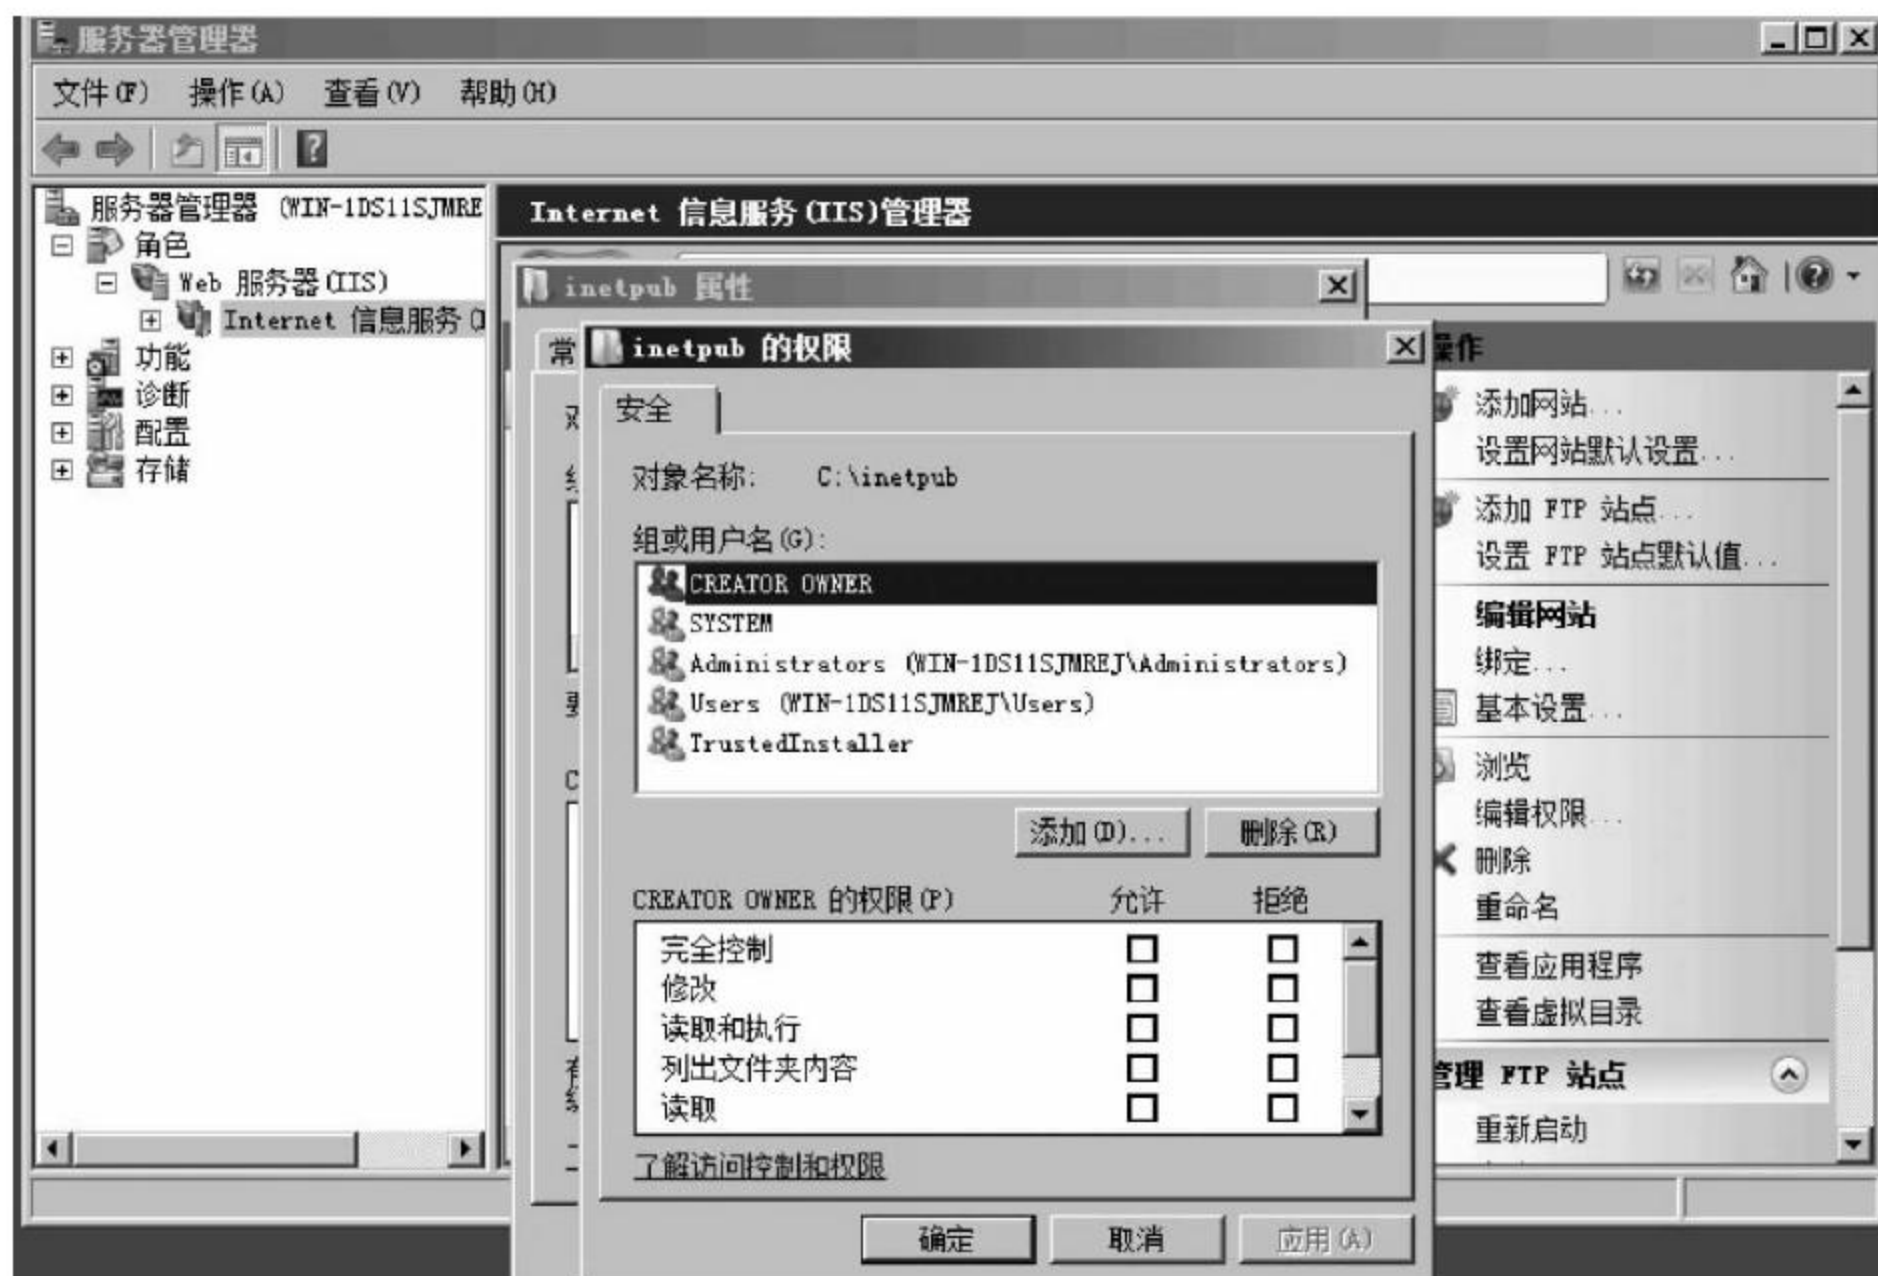 服务器管理器
文件(F) 操作(A) 查看(V) 帮助(H)
服务器管理器 (WIN-1DS11SJMRE
角色
Web 服务器(IIS)
Internet 信息服务(I
功能
诊断
配置
存储
Internet 信息服务(IIS)管理器
inetpub 属性
常
inetpub 的权限
安全
对象名称: C:\inetpub
组或用户名(G):
CREATOR OWNER
SYSTEM
Administrators (WIN-1DS11SJMREJ\Administrators)
Users (WIN-1DS11SJMREJ\Users)
TrustedInstaller
添加(D)... 删除(R)
CREATOR OWNER 的权限(P) 允许 拒绝
完全控制
修改
读取和执行
列出文件夹内容
读取
了解访问控制和权限
确定 取消 应用(A)
操作
添加网站...
设置网站默认设置...
添加 FTP 站点...
设置 FTP 站点默认值...
编辑网站
绑定...
基本设置...
浏览
编辑权限...
删除
重命名
查看应用程序
查看虚拟目录
管理 FTP 站点
重新启动